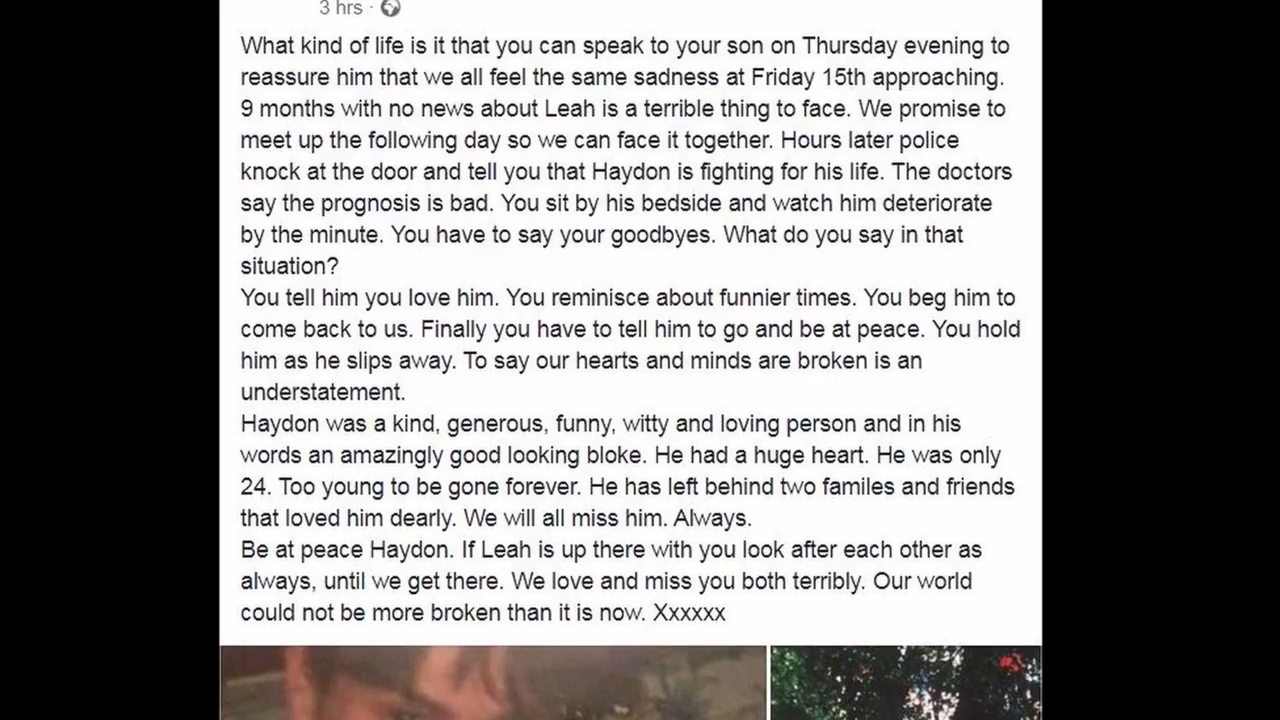 3 hrs ·
What kind of life is it that you can speak to your son on Thursday evening to
reassure him that we all feel the same sadness at Friday 15th approaching.
9 months with no news about Leah is a terrible thing to face. We promise to
meet up the following day so we can face it together. Hours later police
knock at the door and tell you that Haydon is fighting for his life. The doctors
say the prognosis is bad. You sit by his bedside and watch him deteriorate
by the minute. You have to say your goodbyes. What do you say in that
situation?
You tell him you love him. You reminisce about funnier times. You beg him to
come back to us. Finally you have to tell him to go and be at peace. You hold
him as he slips away. To say our hearts and minds are broken is an
understatement.
Haydon was a kind, generous, funny, witty and loving person and in his
words an amazingly good looking bloke. He had a huge heart. He was only
24. Too young to be gone forever. He has left behind two familes and friends
that loved him dearly. We will all miss him. Always.
Be at peace Haydon. If Leah is up there with you look after each other as
always, until we get there. We love and miss you both terribly. Our world
could not be more broken than it is now. Xxxxxx